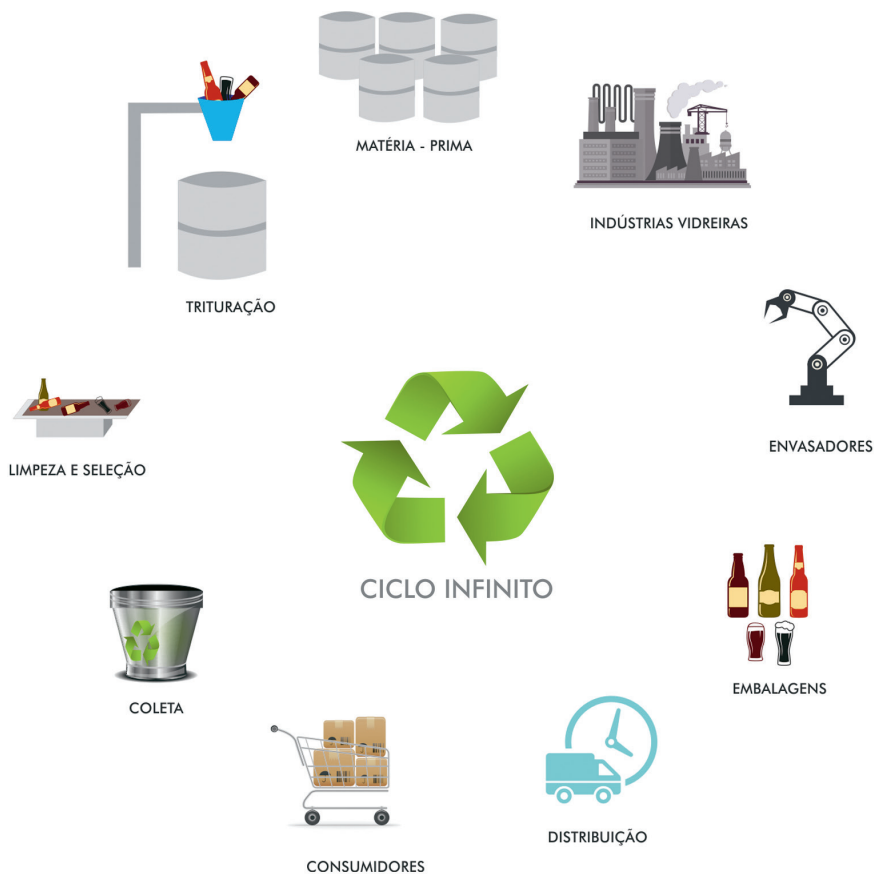 MATÉRIA - PRIMA
INDÚSTRIAS VIDREIRAS
TRITURAÇÃO
ENVASADORES
LIMPEZA E SELEÇÃO
CICLO INFINITO
EMBALAGENS
COLETA
DISTRIBUIÇÃO
CONSUMIDORES